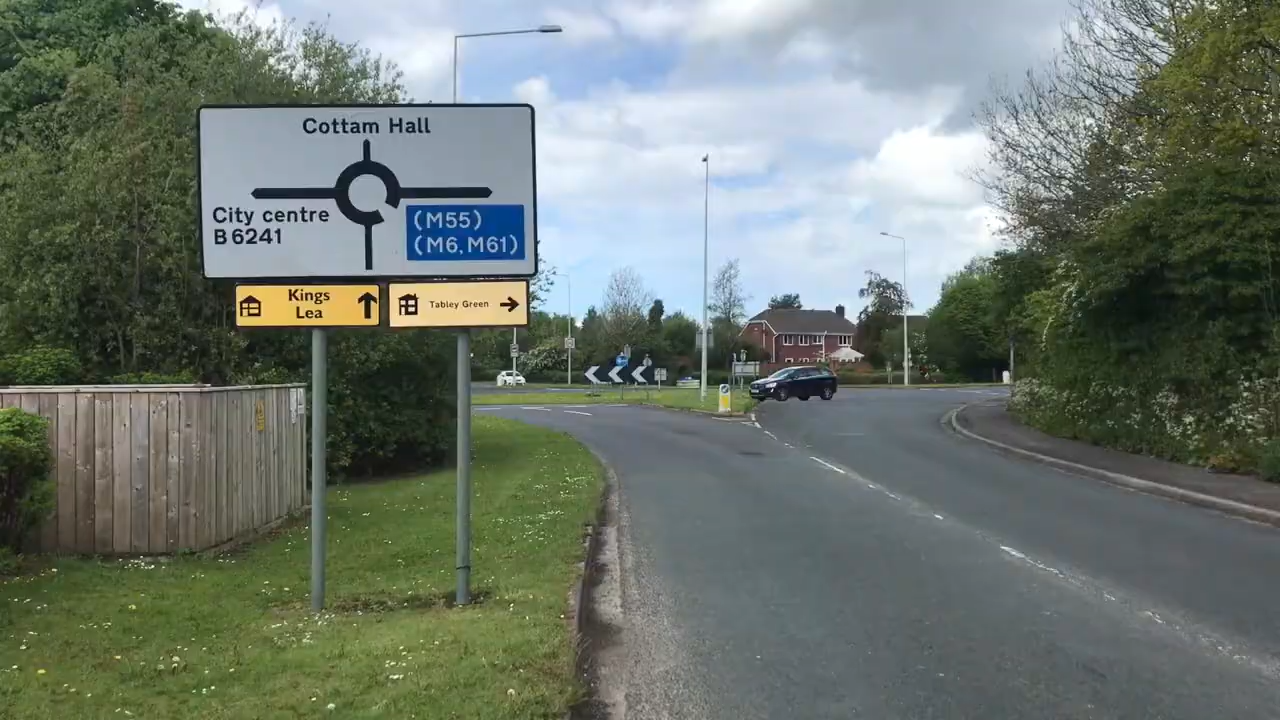 Cottam Hall
City centre
B6241
(M55)
(M6, M61)
Kings
Lea
Tabley Green